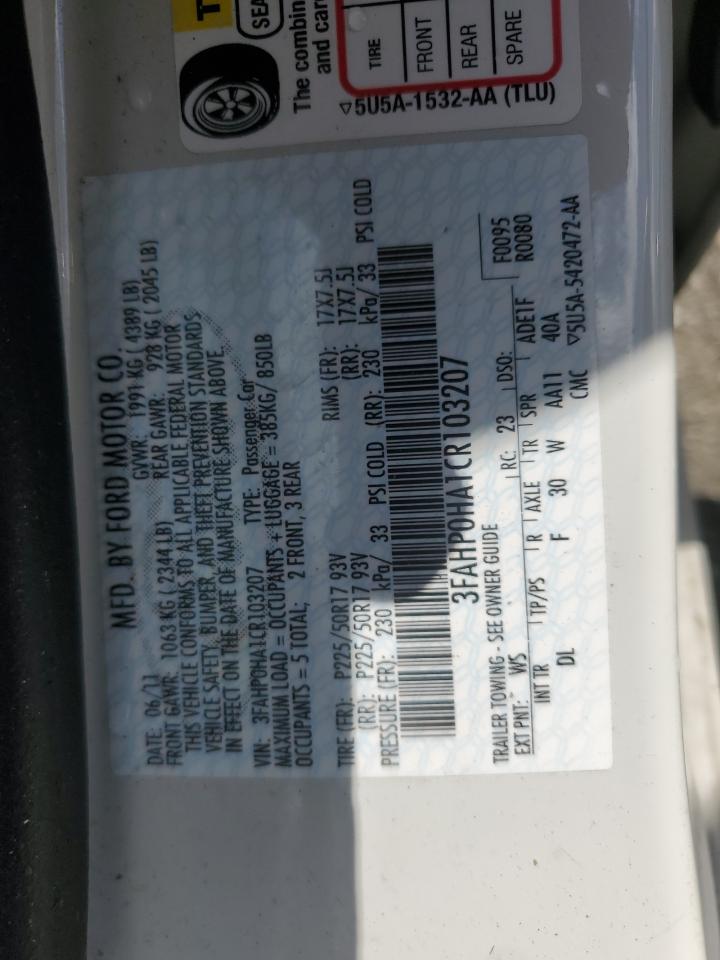 T
SEA
The combin
and carg
TIRE
FRONT
REAR
SPARE
▽5U5A-1532-AA (TLU)
MFD. BY FORD MOTOR CO.
DATE: 06/11 GVWR: 1991 KG ( 4389 LB)
FRONT GAWR: 1063 KG ( 2344 LB) REAR GAWR: 928 KG ( 2045 LB)
THIS VEHICLE CONFORMS TO ALL APPLICABLE FEDERAL MOTOR
VEHICLE SAFETY, BUMPER, AND THEFT PREVENTION STANDARDS
IN EFFECT ON THE DATE OF MANUFACTURE SHOWN ABOVE
VIN: 3FAHP0HA1CR103207 TYPE: Passenger Car
MAXIMUM LOAD = OCCUPANTS + LUGGAGE = 385KG/ 850LB
OCCUPANTS = 5 TOTAL; 2 FRONT, 3 REAR
TIRE (FR): P225/50R17 93V RIMS (FR): 17X7.5J
(RR): P225/50R17 93V (RR): 17X7.5J
PRESSURE (FR): 230 kPa/ 33 PSI COLD (RR): 230 kPa/ 33 PSI COLD
3FAHP0HA1CR103207
TRAILER TOWING - SEE OWNER GUIDE F0095
EXT PNT: WS RC: 23 DSO: R0080
INT TR TP/PS R AXLE TR SPR ADE1F
DL F 30 W AA11 40A
CMC ▽5U5A-5420472-AA